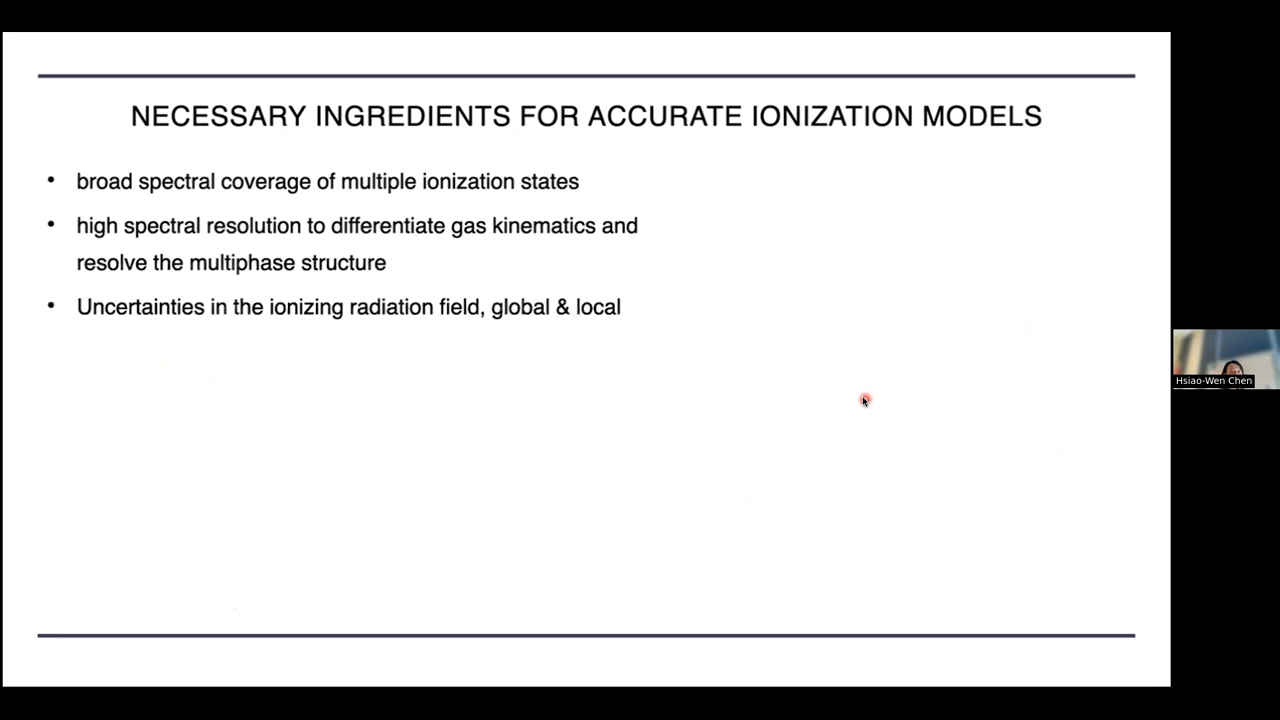 NECESSARY INGREDIENTS FOR ACCURATE IONIZATION MODELS
• broad spectral coverage of multiple ionization states
• high spectral resolution to differentiate gas kinematics and
resolve the multiphase structure
• Uncertainties in the ionizing radiation field, global & local
Hsiao-Wen Chen